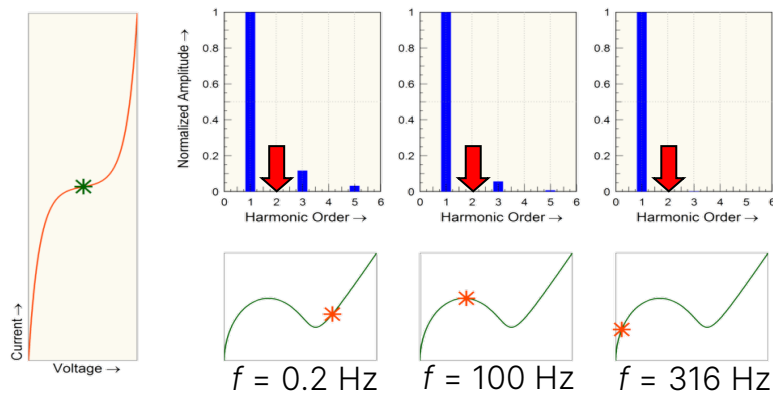 Current →
Voltage →
Normalized Amplitude →
1
0.8
0.6
0.4
0.2
0
0 1 2 3 4 5 6
Harmonic Order →
1
0.8
0.6
0.4
0.2
0
0 1 2 3 4 5 6
Harmonic Order →
1
0.8
0.6
0.4
0.2
0
0 1 2 3 4 5 6
Harmonic Order →
f = 0.2 Hz
f = 100 Hz
f = 316 Hz